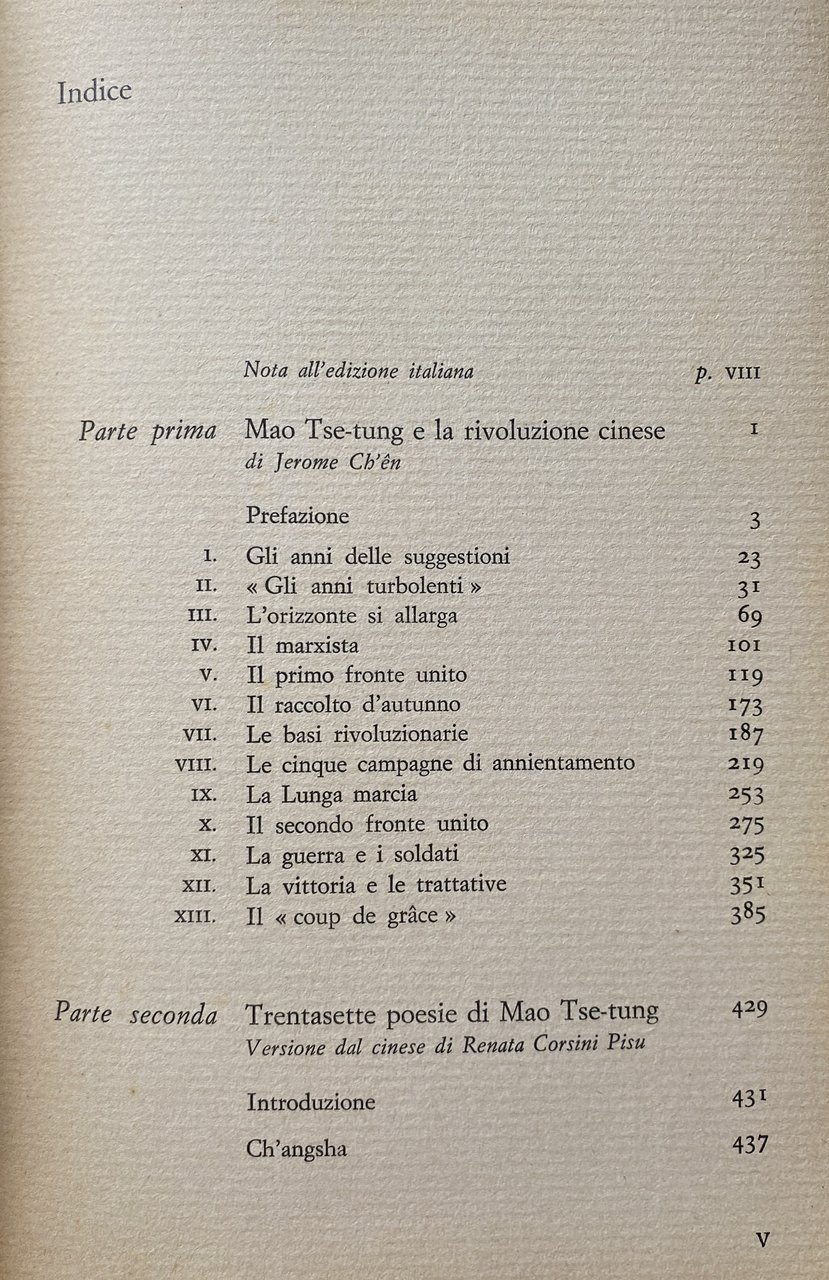 Indice
Nota all'edizione italiana p. VIII
Parte prima Mao Tse-tung e la rivoluzione cinese 1
di Jerome Ch'ên
Prefazione 3
I. Gli anni delle suggestioni 23
II. « Gli anni turbolenti » 31
III. L'orizzonte si allarga 69
IV. Il marxista 101
V. Il primo fronte unito 119
VI. Il raccolto d'autunno 173
VII. Le basi rivoluzionarie 187
VIII. Le cinque campagne di annientamento 219
IX. La Lunga marcia 253
X. Il secondo fronte unito 275
XI. La guerra e i soldati 325
XII. La vittoria e le trattative 351
XIII. Il « coup de grâce » 385
Parte seconda Trentasette poesie di Mao Tse-tung 429
Versione dal cinese di Renata Corsini Pisu
Introduzione 431
Ch'angsha 437
V